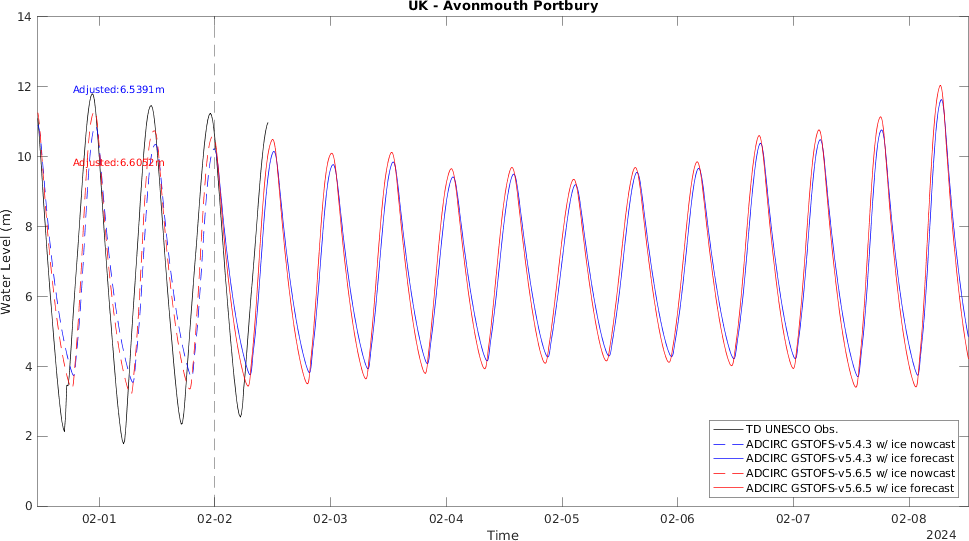 UK - Avonmouth Portbury
14
12
10
8
6
4
2
0
Water Level (m)
Adjusted:6.5391m
Adjusted:6.6052m
TD UNESCO Obs.
ADCIRC GSTOFS-v5.4.3 w/ ice nowcast
ADCIRC GSTOFS-v5.4.3 w/ ice forecast
ADCIRC GSTOFS-v5.6.5 w/ ice nowcast
ADCIRC GSTOFS-v5.6.5 w/ ice forecast
02-01 02-02 02-03 02-04 02-05 02-06 02-07 02-08
Time
2024